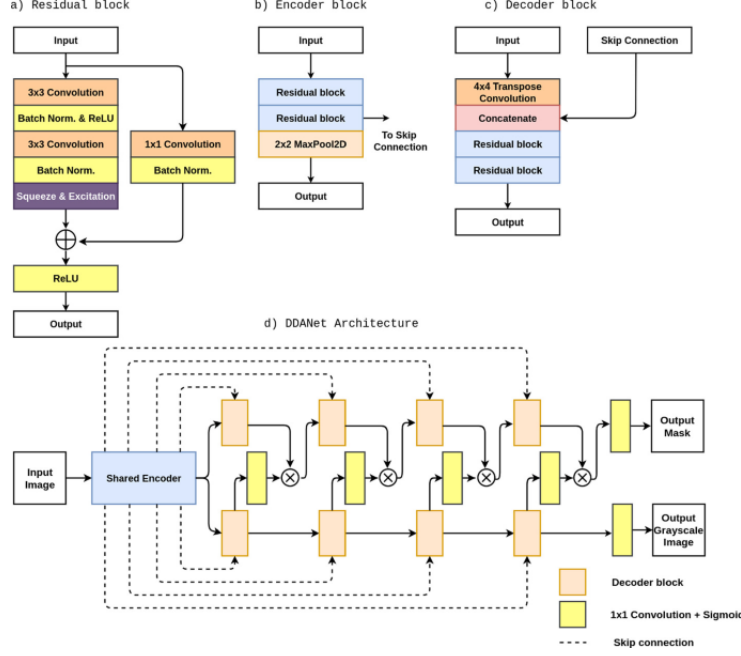 a) Residual block
b) Encoder block
c) Decoder block
Input
3x3 Convolution
Batch Norm. & ReLU
3x3 Convolution
Batch Norm.
Squeeze & Excitation
1x1 Convolution
Batch Norm.
ReLU
Output
Input
Residual block
Residual block
2x2 MaxPool2D
To Skip
Connection
Output
Input
Skip Connection
4x4 Transpose
Convolution
Concatenate
Residual block
Residual block
Output
d) DDANet Architecture
Input
Image
Shared Encoder
Output
Mask
Output
Grayscale
Image
Decoder block
1x1 Convolution + Sigmoid
Skip connection